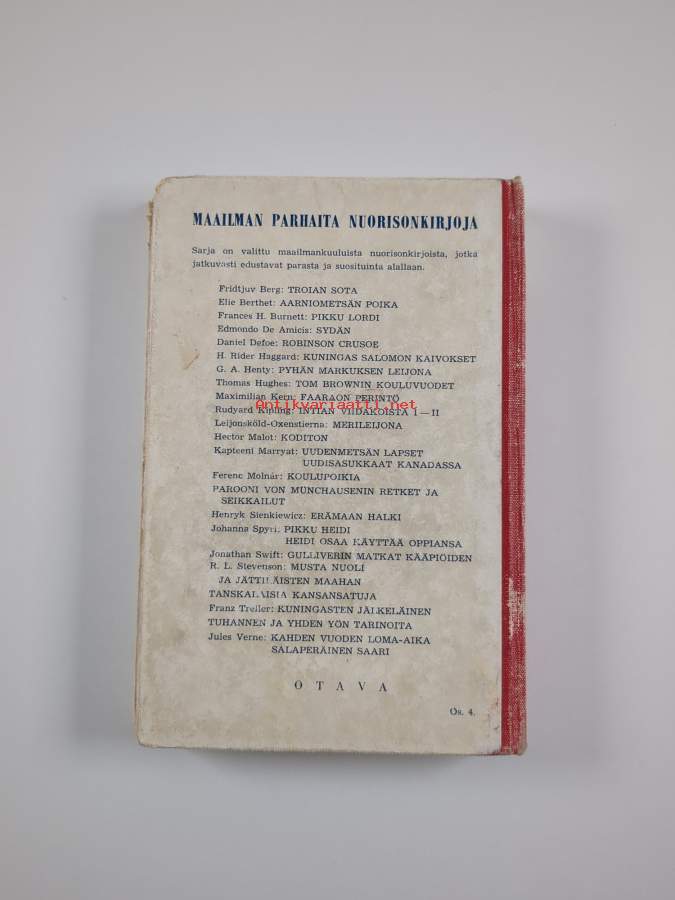 MAAILMAN PARHAITA NUORISONKIRJOJA
Sarja on valittu maailmankuuluista nuorisonkirjoista, jotka
jatkuvasti edustavat parasta ja suosituinta alallaan.
Fridtjuv Berg: TROIAN SOTA
Elie Berthet: AARNIOMETSÄN POIKA
Frances H. Burnett: PIKKU LORDI
Edmondo De Amicis: SYDÄN
Daniel Defoe: ROBINSON CRUSOE
H. Rider Haggard: KUNINGAS SALOMON KAIVOKSET
G. A. Henty: PYHÄN MARKUKSEN LEIJONA
Thomas Hughes: TOM BROWNIN KOULUVUODET
Maximilian Kern: FAARAON PERINTÖ
Antikvariaatti.net
Rudyard Kipling: INTIAN VIIDAKOISTA I—II
Leijonsköld-Oxenstierna: MERILEIJONA
Hector Malot: KODITON
Kapteeni Marryat: UUDENMETSÄN LAPSET
UUDISASUKKAAT KANADASSA
Ferenc Molnár: KOULUPOIKIA
PAROONI VON MÜNCHAUSENIN RETKET JA
SEIKKAILUT
Henryk Sienkiewicz: ERÄMAAN HALKI
Johanna Spyri: PIKKU HEIDI
HEIDI OSAA KÄYTTÄÄ OPPIANSA
Jonathan Swift: GULLIVERIN MATKAT KÄÄPIÖIDEN
R. L. Stevenson: MUSTA NUOLI
JA JÄTTILÄISTEN MAAHAN
TANSKALAISIA KANSANSATUJA
Franz Treller: KUNINGASTEN JÄLKELÄINEN
TUHANNEN JA YHDEN YÖN TARINOITA
Jules Verne: KAHDEN VUODEN LOMA-AIKA
SALAPERÄINEN SAARI
OTAVA
Os. 4.